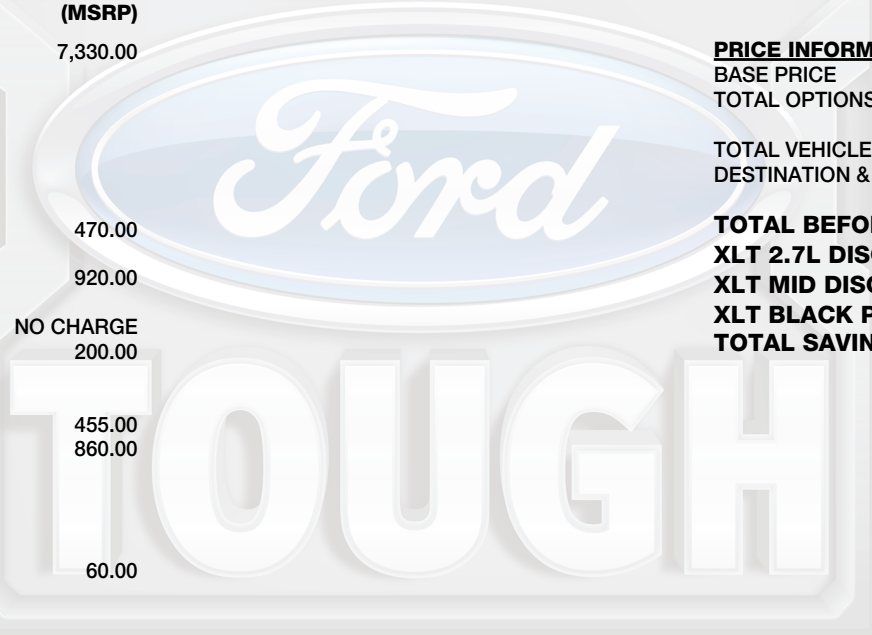 (MSRP)
7,330.00
470.00
920.00
NO CHARGE
200.00
455.00
860.00
60.00
Ford
TOUGH
PRICE INFORM
BASE PRICE
TOTAL OPTIONS
TOTAL VEHICLE
DESTINATION &
TOTAL BEFO
XLT 2.7L DIS
XLT MID DISC
XLT BLACK P
TOTAL SAVIN